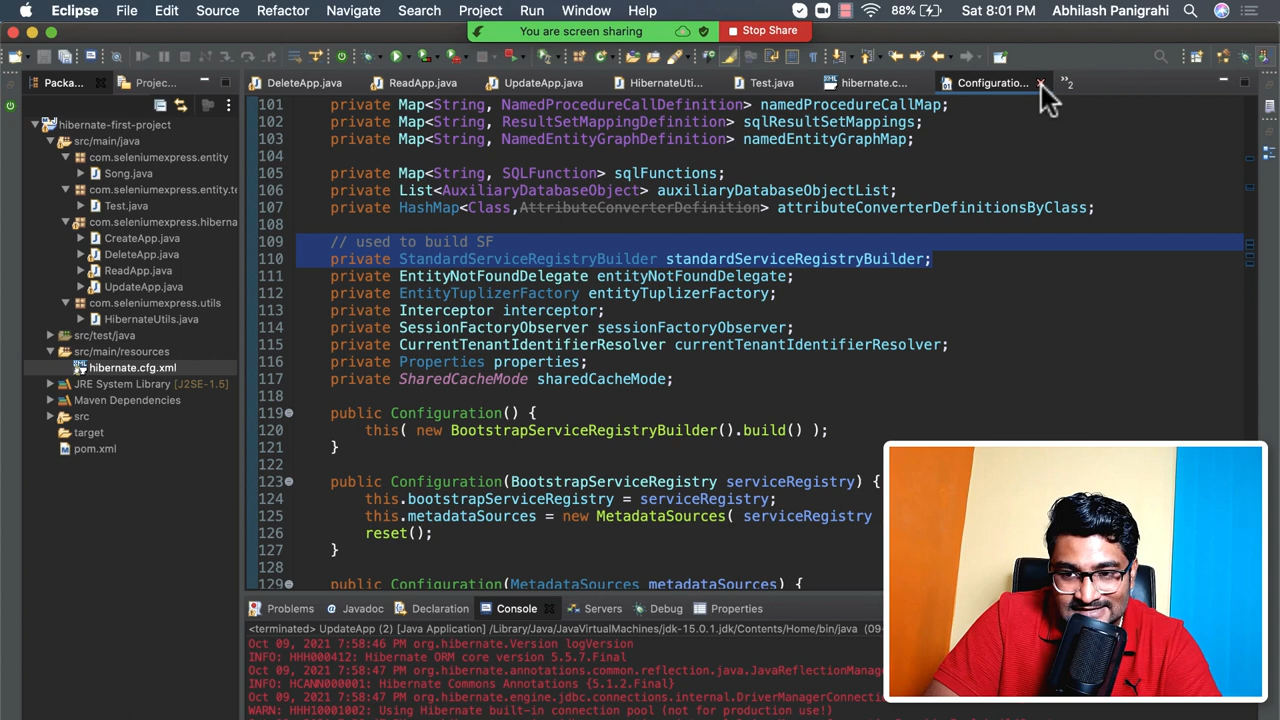 Eclipse File Edit Source Refactor Navigate Search Project Run Window Help 88% Sat 8:01 PM Abhilash Panigrahi
You are screen sharing Stop Share
Packa... Projec... DeleteApp.java ReadApp.java UpdateApp.java HibernateUti... Test.java hibernate.c... Configuratio... »2
hibernate-first-project
src/main/java
com.seleniumexpress.entity
Song.java
com.seleniumexpress.entity.te
Test.java
com.seleniumexpress.hiberna
CreateApp.java
DeleteApp.java
ReadApp.java
UpdateApp.java
com.seleniumexpress.utils
HibernateUtils.java
src/test/java
src/main/resources
hibernate.cfg.xml
JRE System Library [J2SE-1.5]
Maven Dependencies
src
target
pom.xml
101 private Map<String, NamedProcedureCallDefinition> namedProcedureCallMap;
102 private Map<String, ResultSetMappingDefinition> sqlResultSetMappings;
103 private Map<String, NamedEntityGraphDefinition> namedEntityGraphMap;
104
105 private Map<String, SQLFunction> sqlFunctions;
106 private List<AuxiliaryDatabaseObject> auxiliaryDatabaseObjectList;
107 private HashMap<Class,AttributeConverterDefinition> attributeConverterDefinitionsByClass;
108
109 // used to build SF
110 private StandardServiceRegistryBuilder standardServiceRegistryBuilder;
111 private EntityNotFoundDelegate entityNotFoundDelegate;
112 private EntityTuplizerFactory entityTuplizerFactory;
113 private Interceptor interceptor;
114 private SessionFactoryObserver sessionFactoryObserver;
115 private CurrentTenantIdentifierResolver currentTenantIdentifierResolver;
116 private Properties properties;
117 private SharedCacheMode sharedCacheMode;
118
119 public Configuration() {
120 this( new BootstrapServiceRegistryBuilder().build() );
121 }
122
123 public Configuration(BootstrapServiceRegistry serviceRegistry) {
124 this.bootstrapServiceRegistry = serviceRegistry;
125 this.metadataSources = new MetadataSources( serviceRegistry
126 reset();
127 }
129 public Configuration(MetadataSources metadataSources) {
Problems Javadoc Declaration Console Servers Debug Properties
<terminated> UpdateApp (2) [Java Application] /Library/Java/JavaVirtualMachines/jdk-15.0.1.jdk/Contents/Home/bin/java (09-
Oct 09, 2021 7:58:46 PM org.hibernate.Version logVersion
INFO: HHH000412: Hibernate ORM core version 5.5.7.Final
Oct 09, 2021 7:58:47 PM org.hibernate.annotations.common.reflection.java.JavaReflectionManag
INFO: HCANN000001: Hibernate Commons Annotations {5.1.2.Final}
Oct 09, 2021 7:58:47 PM org.hibernate.engine.jdbc.connections.internal.DriverManagerConnecti
WARN: HHH10001002: Using Hibernate built-in connection pool (not for production use!)